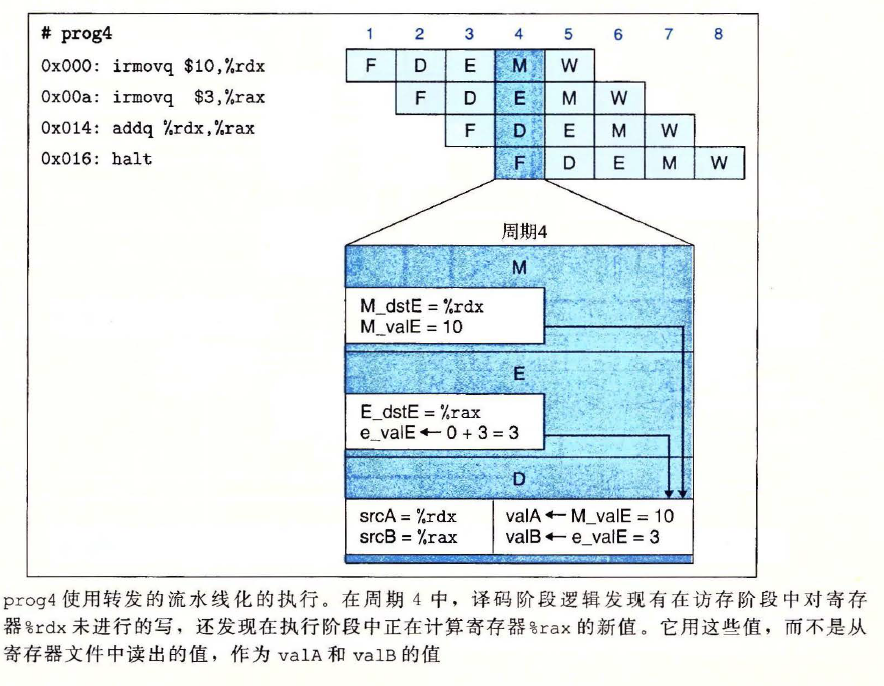 # prog4
1 2 3 4 5 6 7 8
0x000: irmovq $10,%rdx F D E M W
0x00a: irmovq $3,%rax F D E M W
0x014: addq %rdx,%rax F D E M W
0x016: halt F D E M W
周期4
M
M_dstE = %rdx
M_valE = 10
E
E_dstE = %rax
e_valE ← 0 + 3 = 3
D
srcA = %rdx valA ← M_valE = 10
srcB = %rax valB ← e_valE = 3
prog4 使用转发的流水线化的执行。在周期 4 中，译码阶段逻辑发现有在访存阶段中对寄存
器%rdx 未进行的写，还发现在执行阶段中正在计算寄存器%rax 的新值。它用这些值，而不是从
寄存器文件中读出的值，作为 valA 和 valB 的值